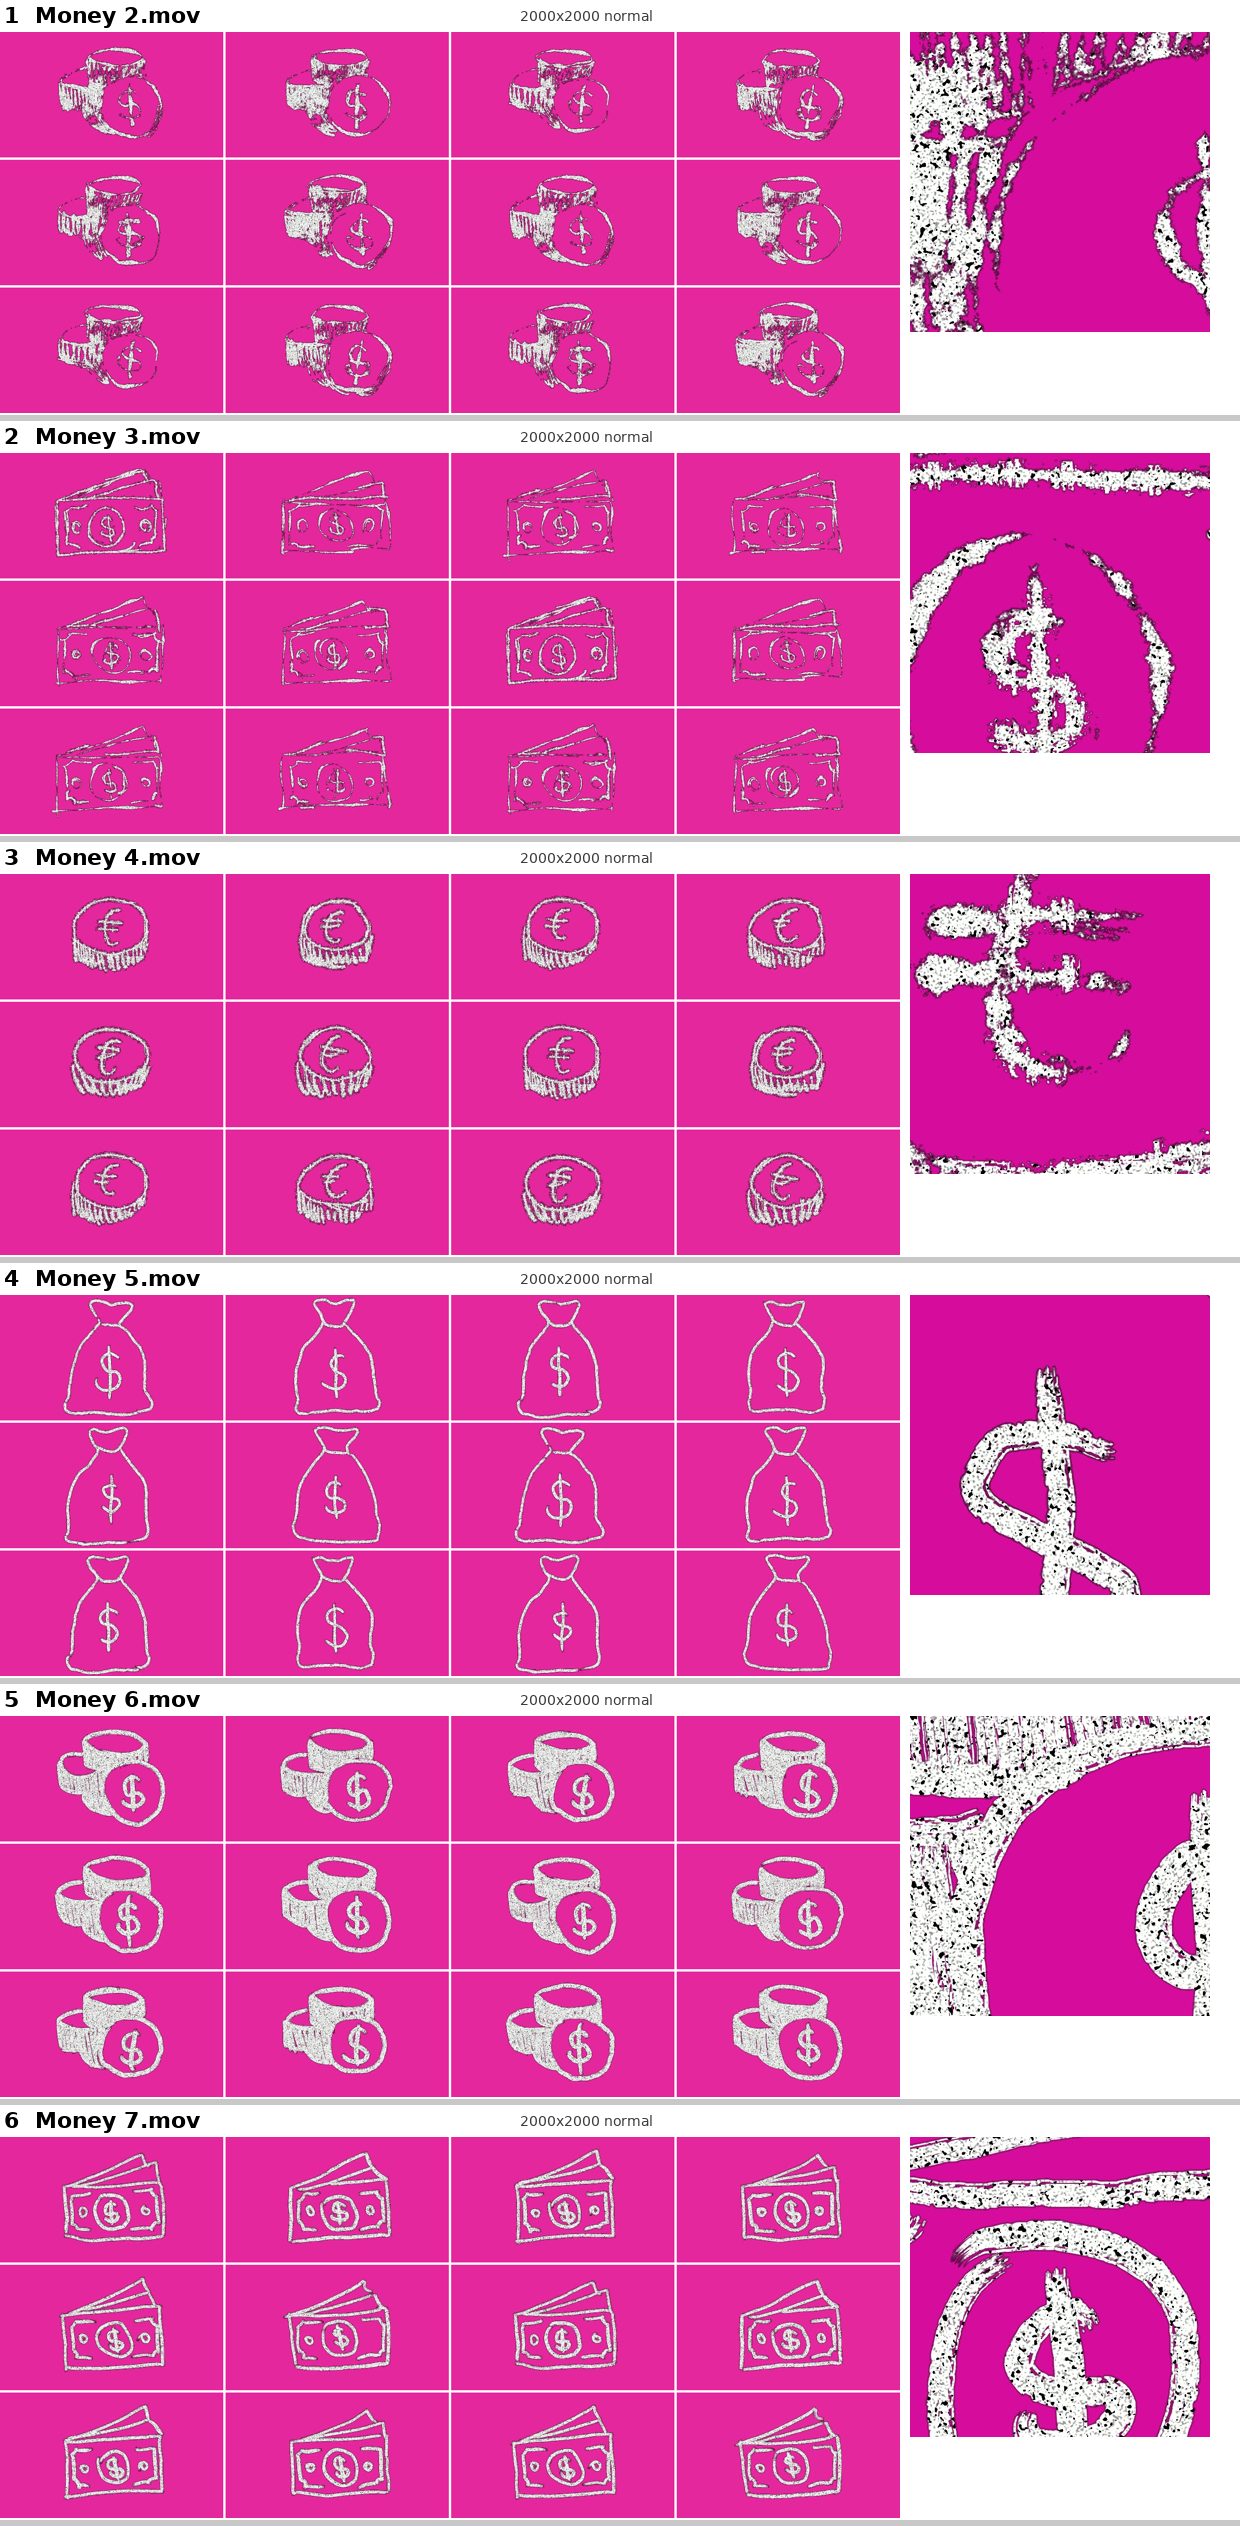 1 Money 2.mov 2000x2000 normal
$ $ $ $
$ $ $ $
$ $ $ $
2 Money 3.mov 2000x2000 normal
$ $ $ $
$ $ $ $
$ $ $ $
3 Money 4.mov 2000x2000 normal
€ € € €
€ € € €
€ € € €
4 Money 5.mov 2000x2000 normal
$ $ $ $
$ $ $ $
$ $ $ $
5 Money 6.mov 2000x2000 normal
$ $ $ $
$ $ $ $
$ $ $ $
6 Money 7.mov 2000x2000 normal
$ $ $ $
$ $ $ $
$ $ $ $